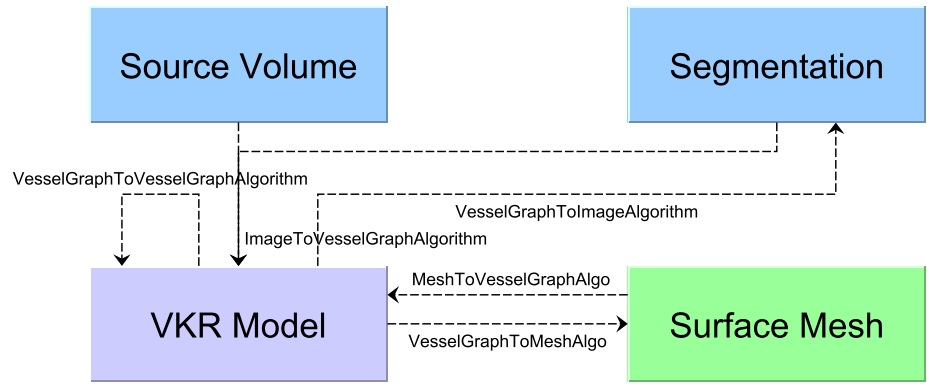 Source Volume
Segmentation
VesselGraphToVesselGraphAlgorithm
VesselGraphToImageAlgorithm
ImageToVesselGraphAlgorithm
MeshToVesselGraphAlgo
VKR Model
Surface Mesh
VesselGraphToMeshAlgo